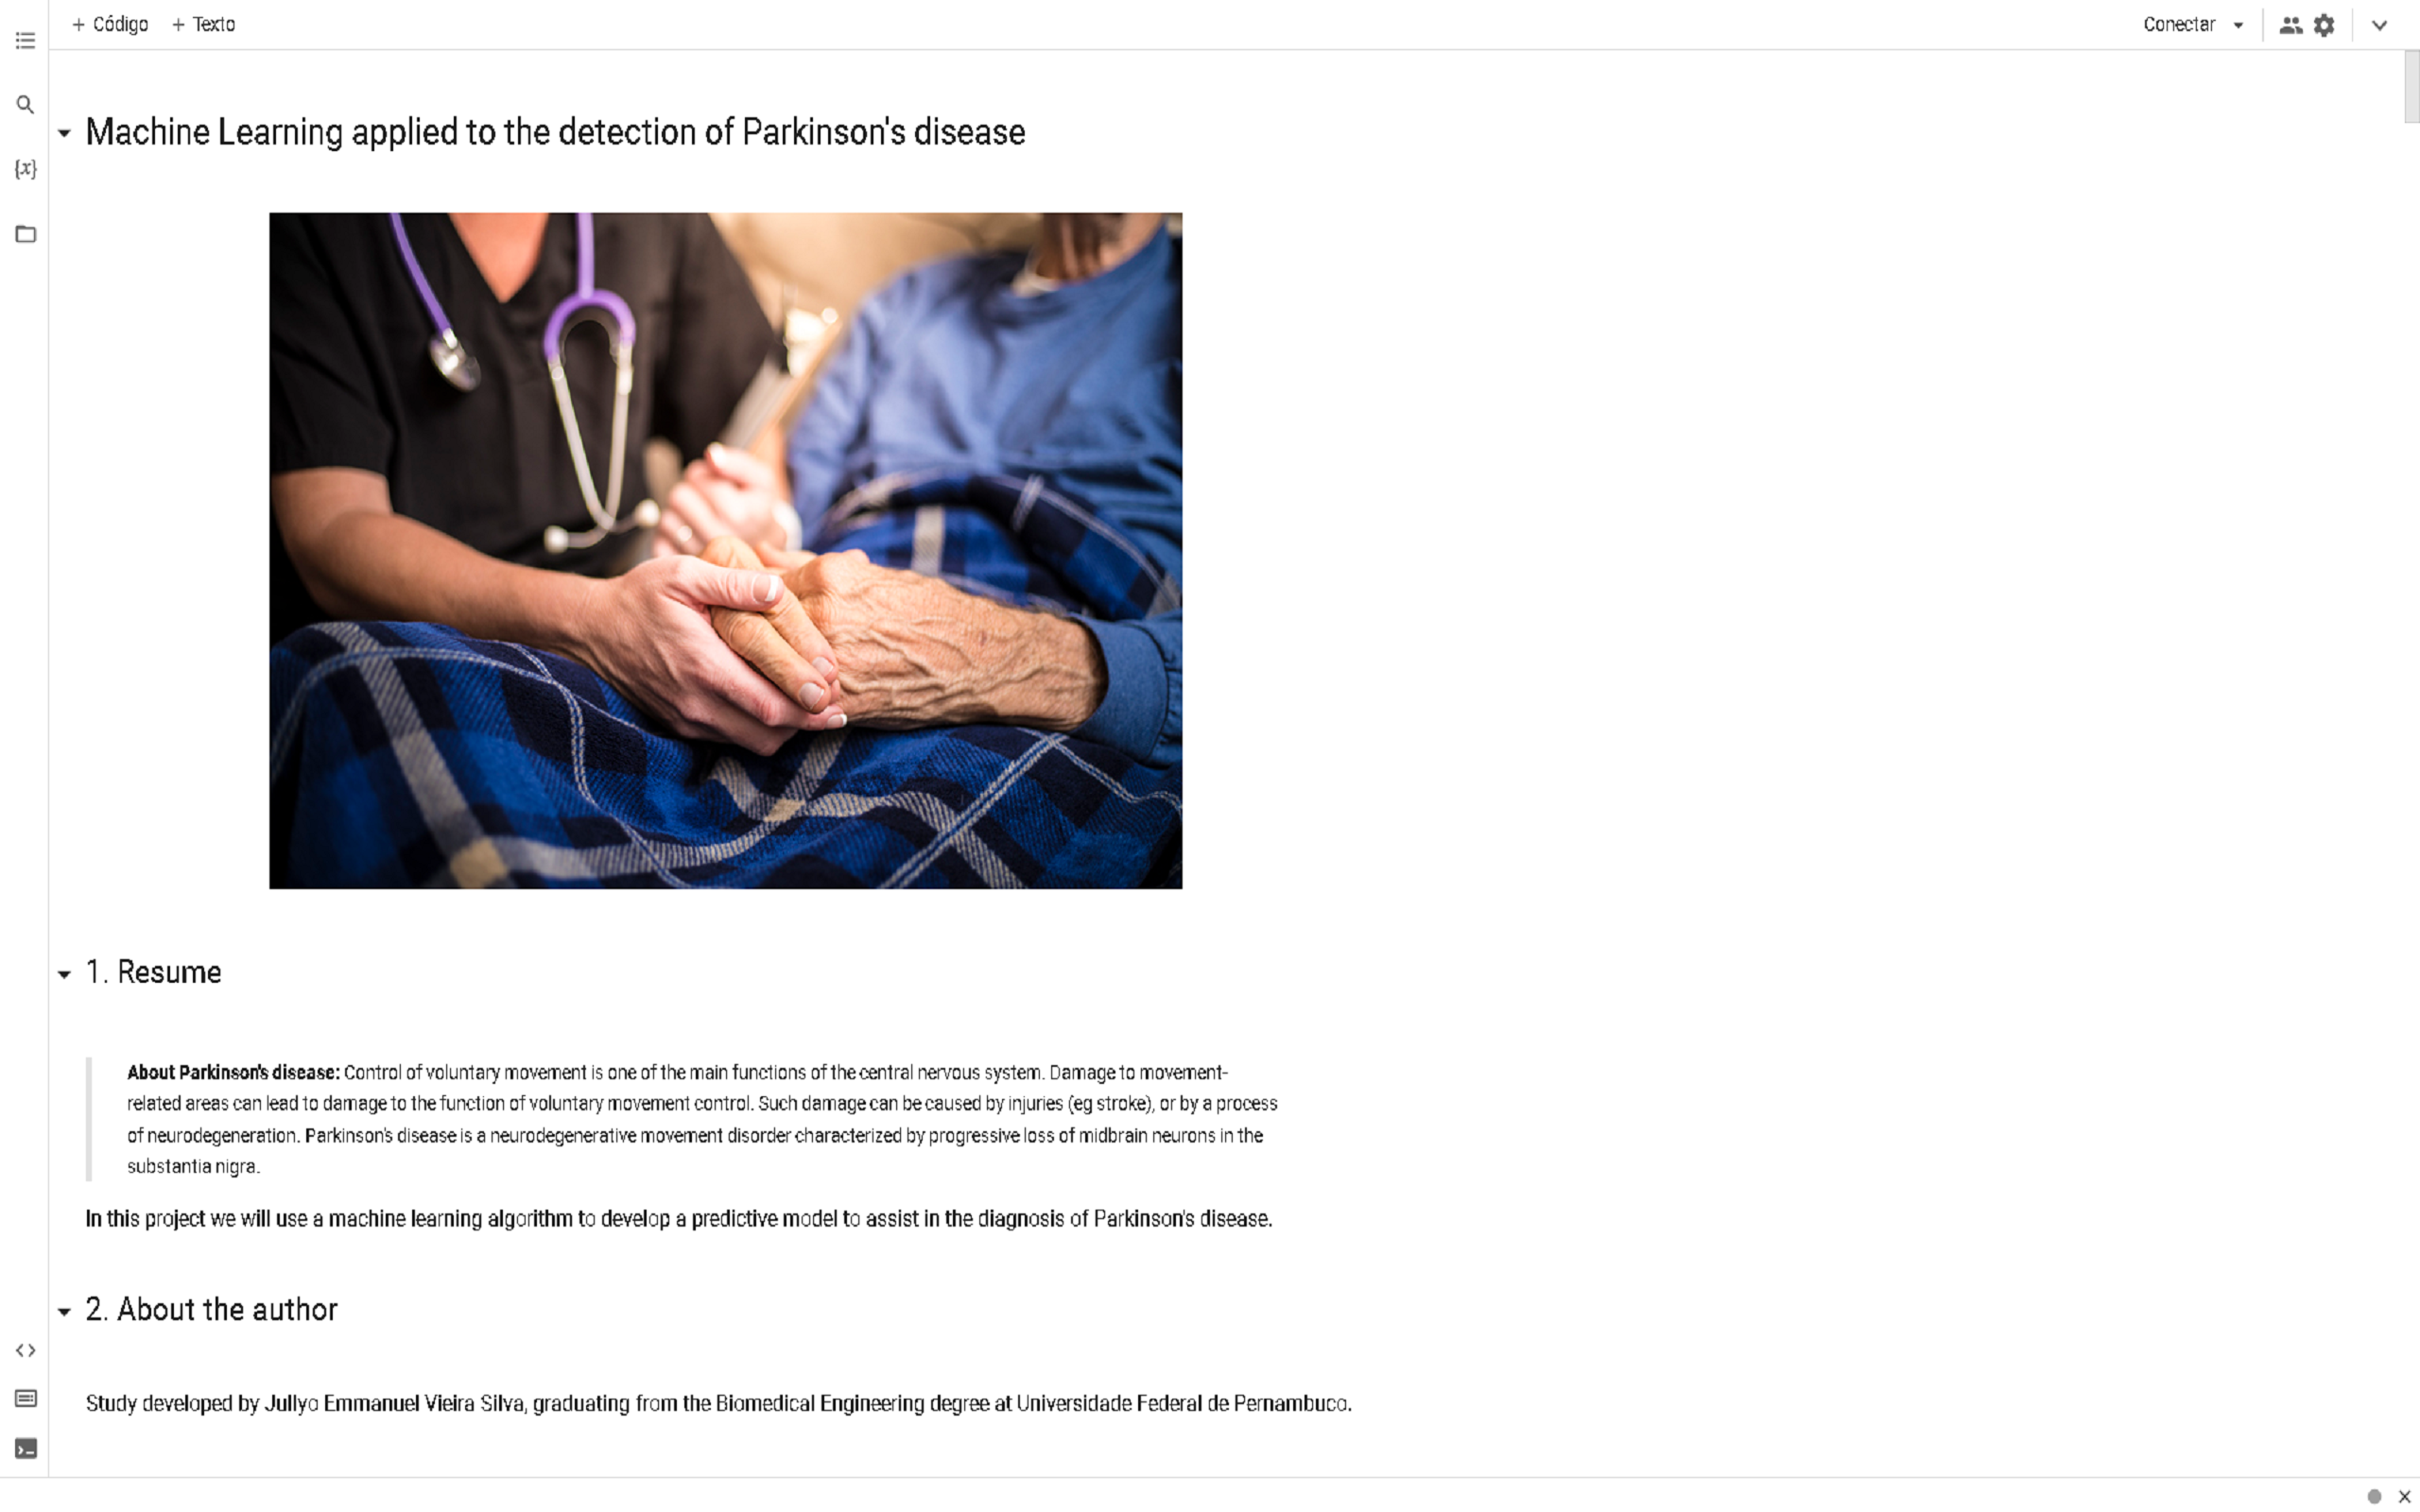 + Código + Texto
Conectar
{x}
Machine Learning applied to the detection of Parkinson's disease
1. Resume
About Parkinson's disease: Control of voluntary movement is one of the main functions of the central nervous system. Damage to movement-
related areas can lead to damage to the function of voluntary movement control. Such damage can be caused by injuries (eg stroke), or by a process
of neurodegeneration. Parkinson's disease is a neurodegenerative movement disorder characterized by progressive loss of midbrain neurons in the
substantia nigra.
In this project we will use a machine learning algorithm to develop a predictive model to assist in the diagnosis of Parkinson's disease.
2. About the author
Study developed by Jullyo Emmanuel Vieira Silva, graduating from the Biomedical Engineering degree at Universidade Federal de Pernambuco.